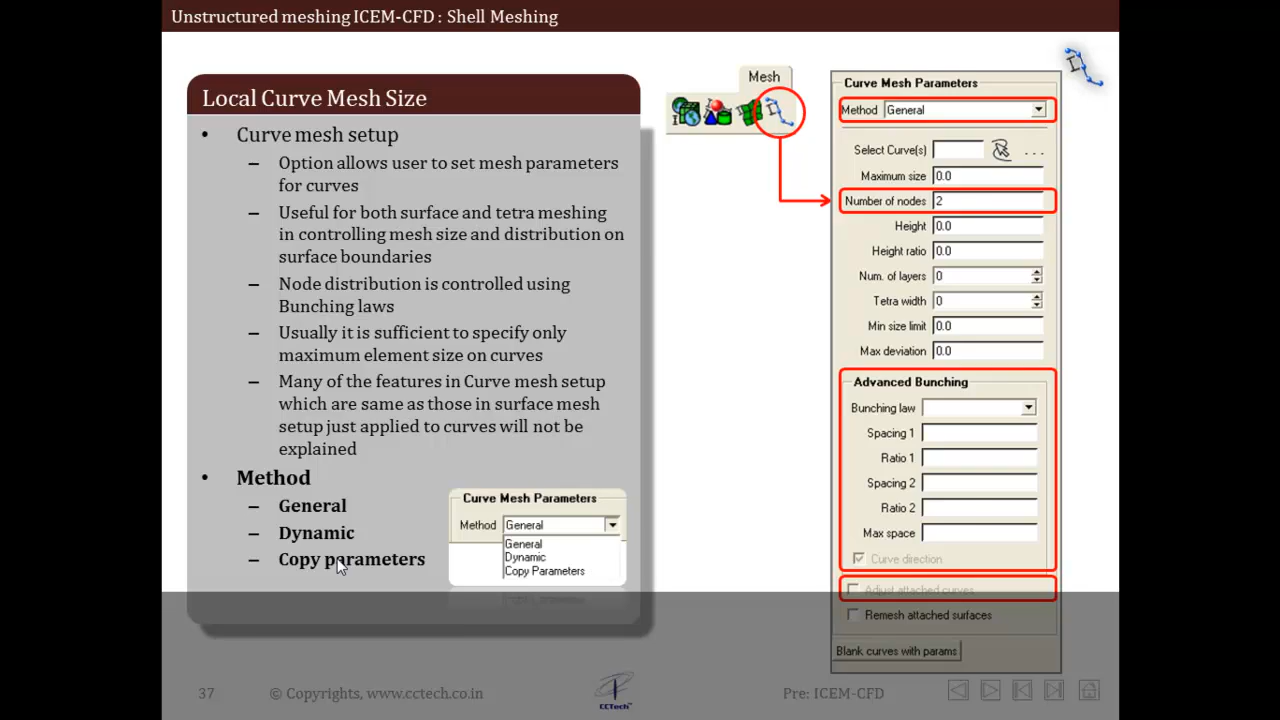 Unstructured meshing ICEM-CFD : Shell Meshing
Local Curve Mesh Size
• Curve mesh setup
– Option allows user to set mesh parameters
for curves
– Useful for both surface and tetra meshing
in controlling mesh size and distribution on
surface boundaries
– Node distribution is controlled using
Bunching laws
– Usually it is sufficient to specify only
maximum element size on curves
– Many of the features in Curve mesh setup
which are same as those in surface mesh
setup just applied to curves will not be
explained
• Method
– General
– Dynamic
– Copy parameters
Curve Mesh Parameters
Method General
General
Dynamic
Copy Parameters
Mesh
Curve Mesh Parameters
Method General
Select Curve(s) ...
Maximum size 0.0
Number of nodes 2
Height 0.0
Height ratio 0.0
Num. of layers 0
Tetra width 0
Min size limit 0.0
Max deviation 0.0
Advanced Bunching
Bunching law
Spacing 1
Ratio 1
Spacing 2
Ratio 2
Max space
Curve direction
Adjust attached curves
Remesh attached surfaces
Blank curves with params
37
© Copyrights, www.cctech.co.in
CCTech
Pre: ICEM-CFD